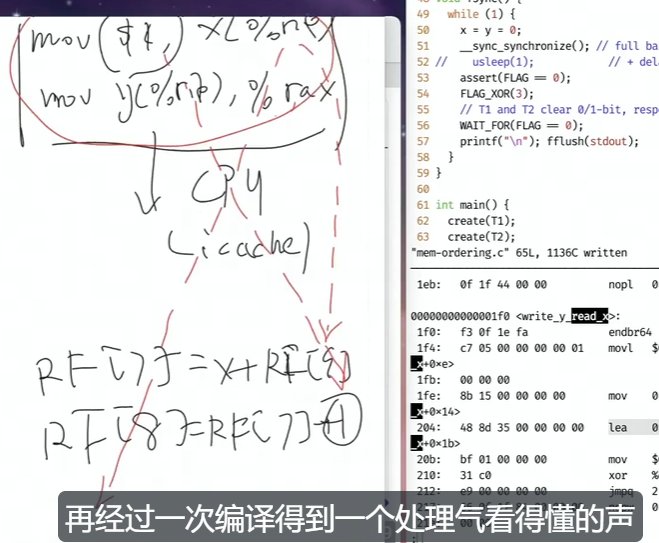 mov ($1,) x(%rip)
mov y(%rip), %rax
CPU
(icache)
RF[7] = x + RF[9]
RF[8] = RF[7] + 1
49 while (1) {
50 x = y = 0;
51 __sync_synchronize(); // full ba
52 // usleep(1); // + dela
53 assert(FLAG == 0);
54 FLAG_XOR(3);
55 // T1 and T2 clear 0/1-bit, resp
56 WAIT_FOR(FLAG == 0);
57 printf("\n"); fflush(stdout);
58 }
59 }
60
61 int main() {
62 create(T1);
63 create(T2);
"mem-ordering.c" 65L, 1136C written
1eb: 0f 1f 44 00 00 nopl 0
00000000000001f0 <write_y_read_x>:
1f0: f3 0f 1e fa endbr64
1f4: c7 05 00 00 00 00 01 movl $
_x+0xe>
1fb: 00 00 00
1fe: 8b 15 00 00 00 00 mov 0
_x+0x14>
204: 48 8d 35 00 00 00 00 lea 0
_x+0x1b>
20b: bf 01 00 00 00 mov $
210: 31 c0 xor %
212: e9 00 00 00 00 jmpq 2
再经过一次编译得到一个处理气看得懂的声